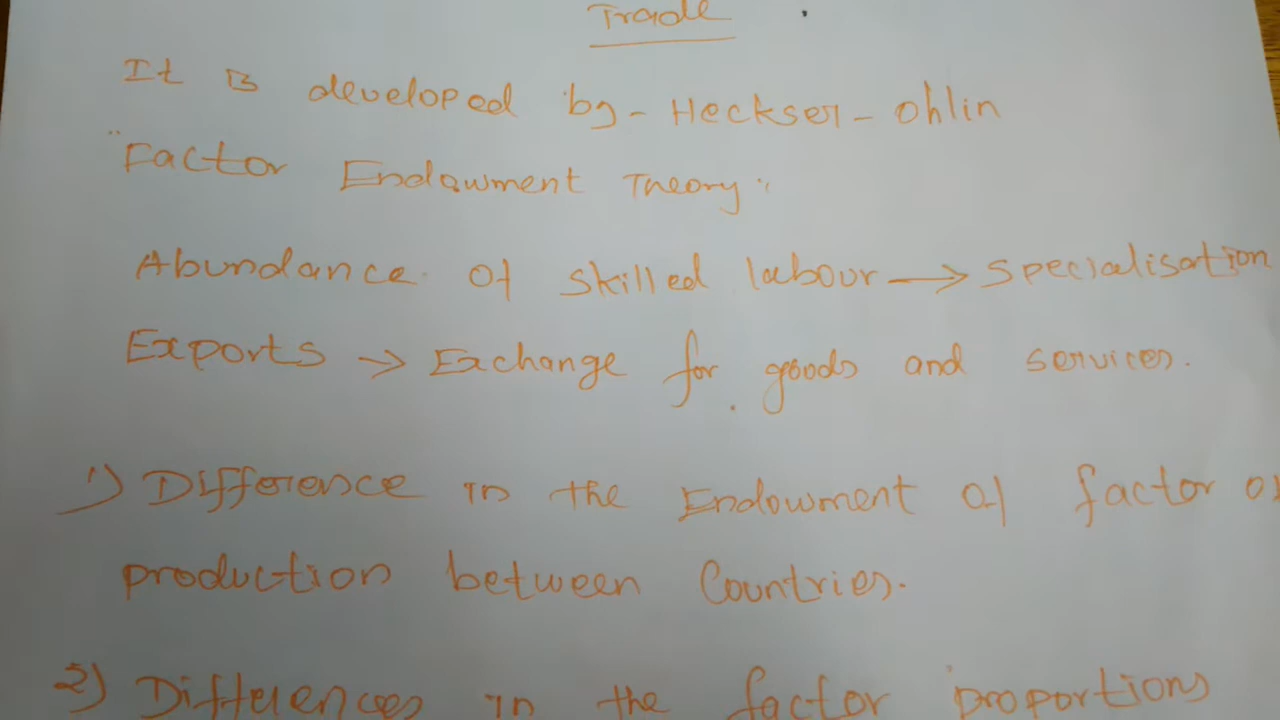 Trade
It is developed by - Heckser - Ohlin
"Factor Endowment Theory"
Abundance of skilled labour → specialisation
Exports → Exchange for goods and services.
1) Difference in the Endowment of factor of
production between Countries.
2) Differences in the factor proportions